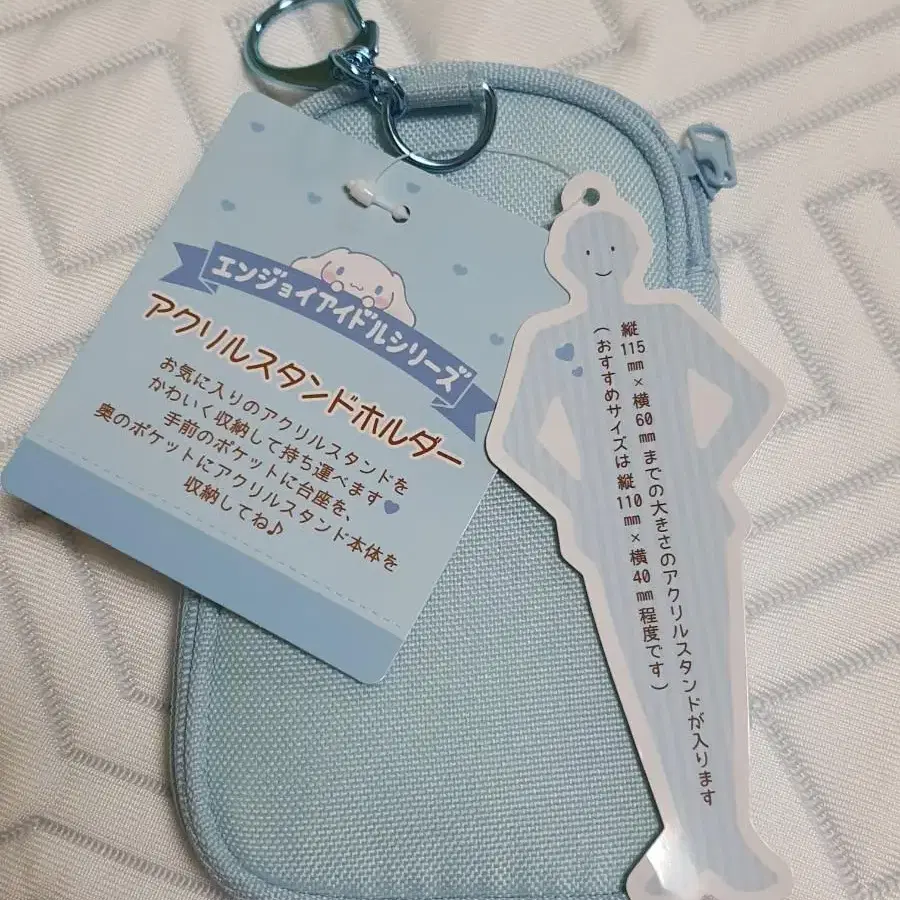 エンジョイアイドルシリーズ
アクリルスタンドホルダー
お気に入りのアクリルスタンドを
かわいく収納して持ち運べます
手前のポケットに台座を、
奥のポケットにアクリルスタンド本体を
収納してね♪
縦115mm×横60mmまでの大きさのアクリルスタンドが入ります
(おすすめサイズは縦110mm×横40mm程度です)